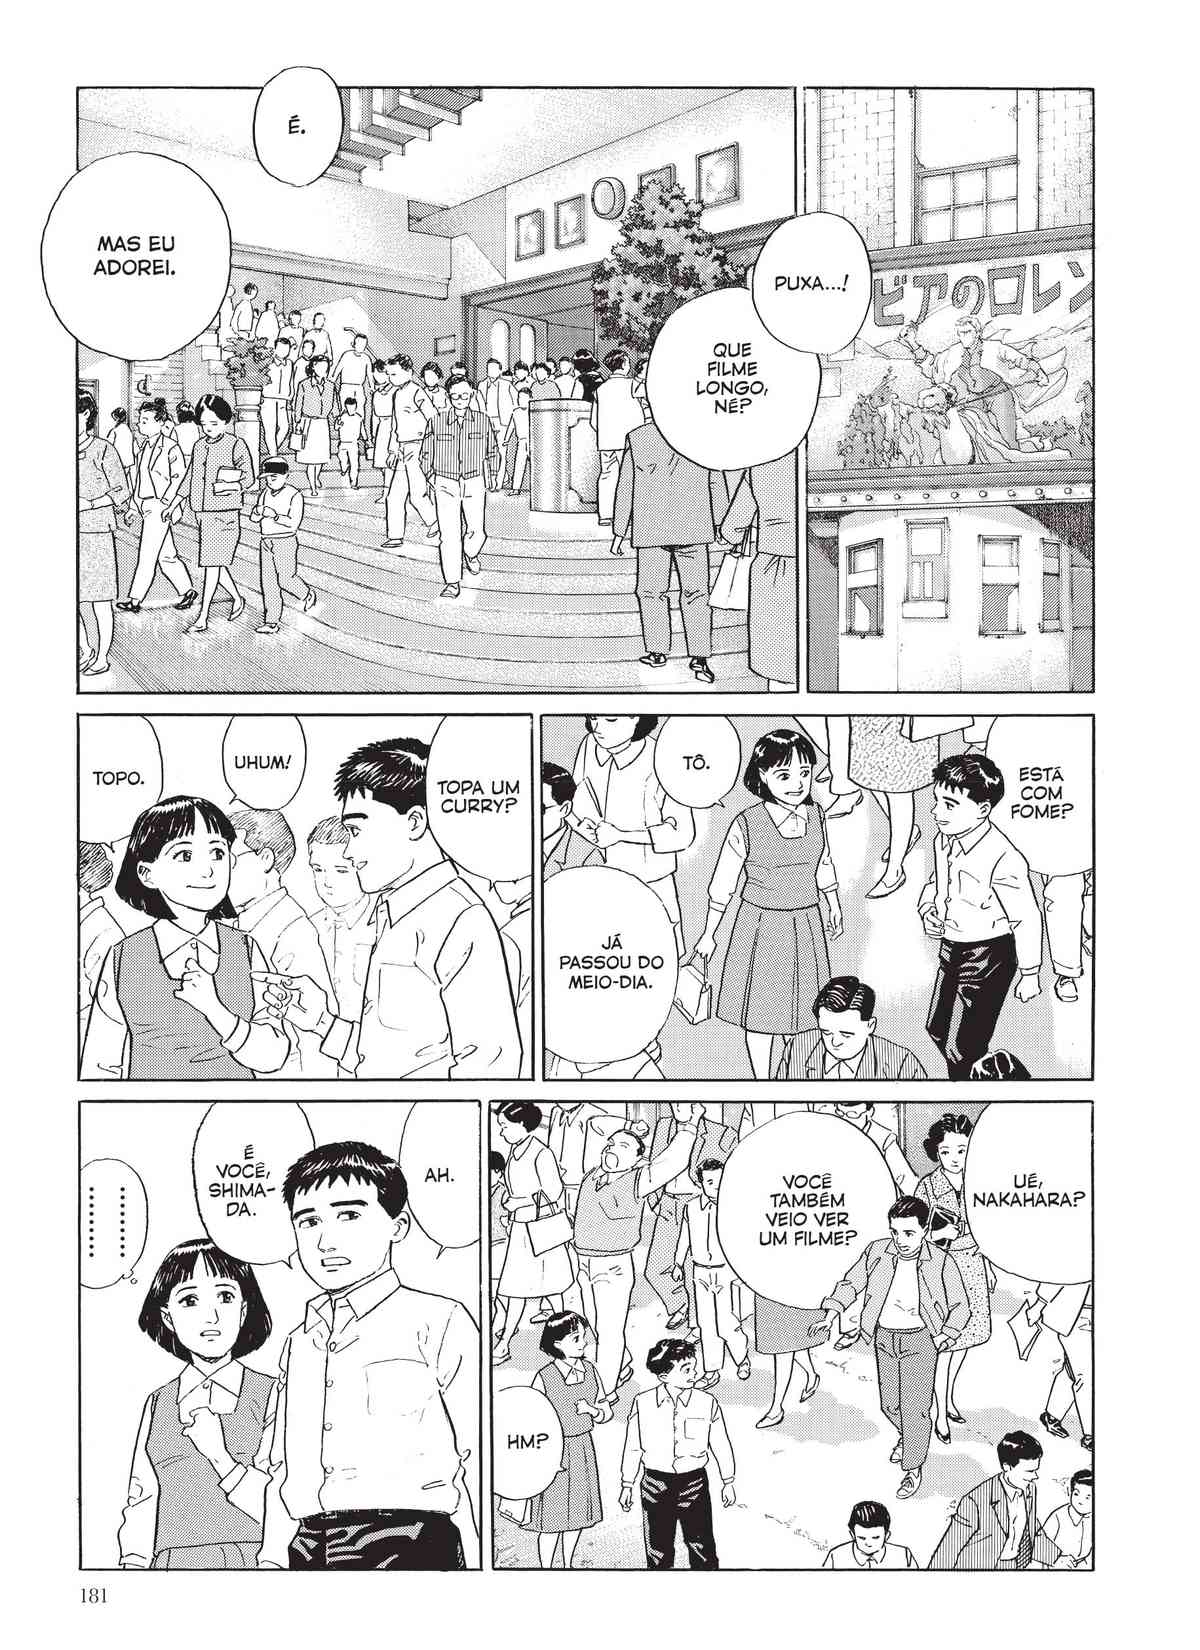 PUXA...!
ビアのロレン
QUE
FILME
LONGO,
NÉ?
É.
MAS EU
ADOREI.
ESTÁ
COM
FOME?
TÔ.
JÁ
PASSOU DO
MEIO-DIA.
TOPA UM
CURRY?
UHUM!
TOPO.
UÉ,
NAKAHARA?
VOCÊ
TAMBÉM
VEIO VER
UM FILME?
HM?
AH.
É
VOCÊ,
SHIMA-
DA.
.........
.........
181